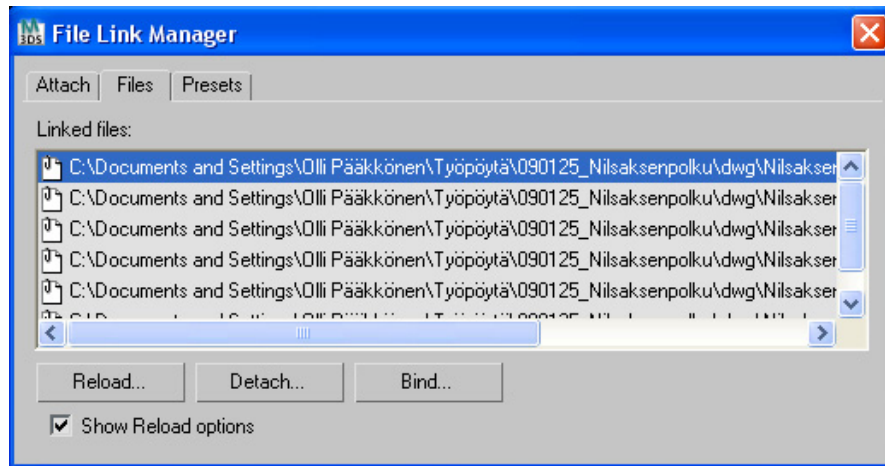 File Link Manager
Attach Files Presets
Linked files:
C:\Documents and Settings\Olli Pääkkönen\Työpöytä\090125_Nilsaksenpolku\dwg\Nilsaksen
C:\Documents and Settings\Olli Pääkkönen\Työpöytä\090125_Nilsaksenpolku\dwg\Nilsaksen
C:\Documents and Settings\Olli Pääkkönen\Työpöytä\090125_Nilsaksenpolku\dwg\Nilsaksen
C:\Documents and Settings\Olli Pääkkönen\Työpöytä\090125_Nilsaksenpolku\dwg\Nilsaksen
C:\Documents and Settings\Olli Pääkkönen\Työpöytä\090125_Nilsaksenpolku\dwg\Nilsaksen
Reload... Detach... Bind...
Show Reload options